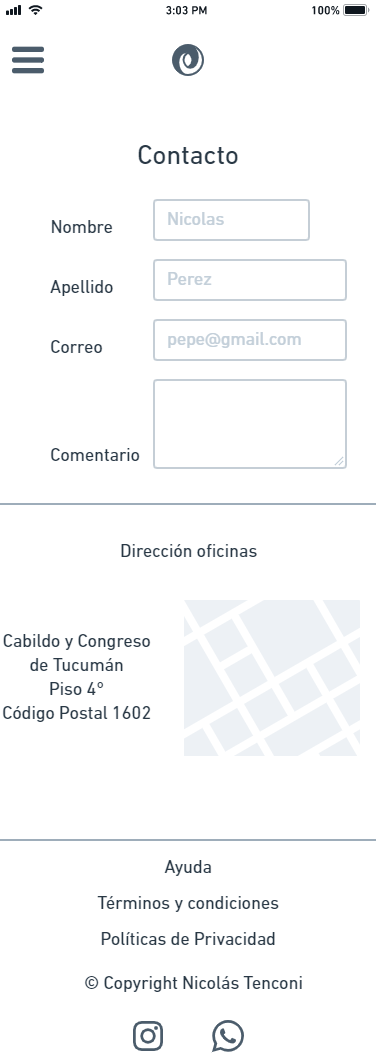 3:03 PM
100%
Contacto
Nombre
Nicolas
Apellido
Perez
Correo
pepe@gmail.com
Comentario
Dirección oficinas
Cabildo y Congreso
de Tucumán
Piso 4°
Código Postal 1602
Ayuda
Términos y condiciones
Políticas de Privacidad
© Copyright Nicolás Tenconi